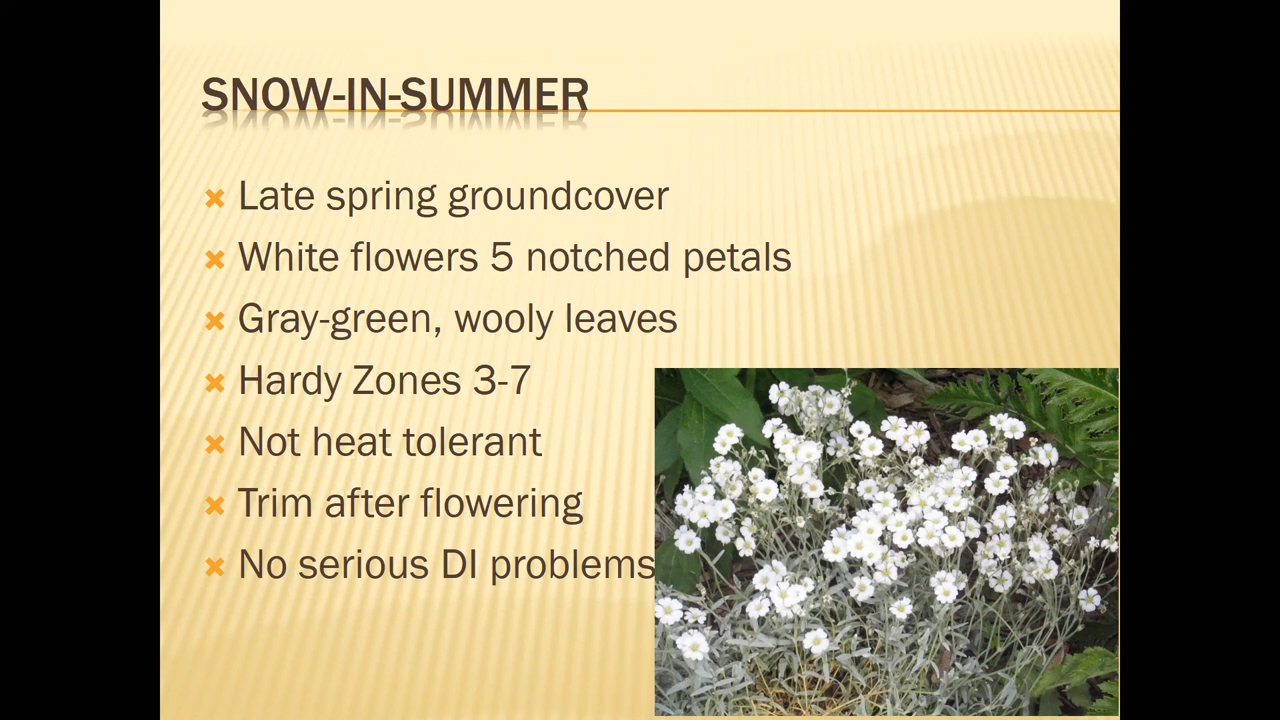 SNOW-IN-SUMMER
Late spring groundcover
White flowers 5 notched petals
Gray-green, wooly leaves
Hardy Zones 3-7
Not heat tolerant
Trim after flowering
No serious DI problems